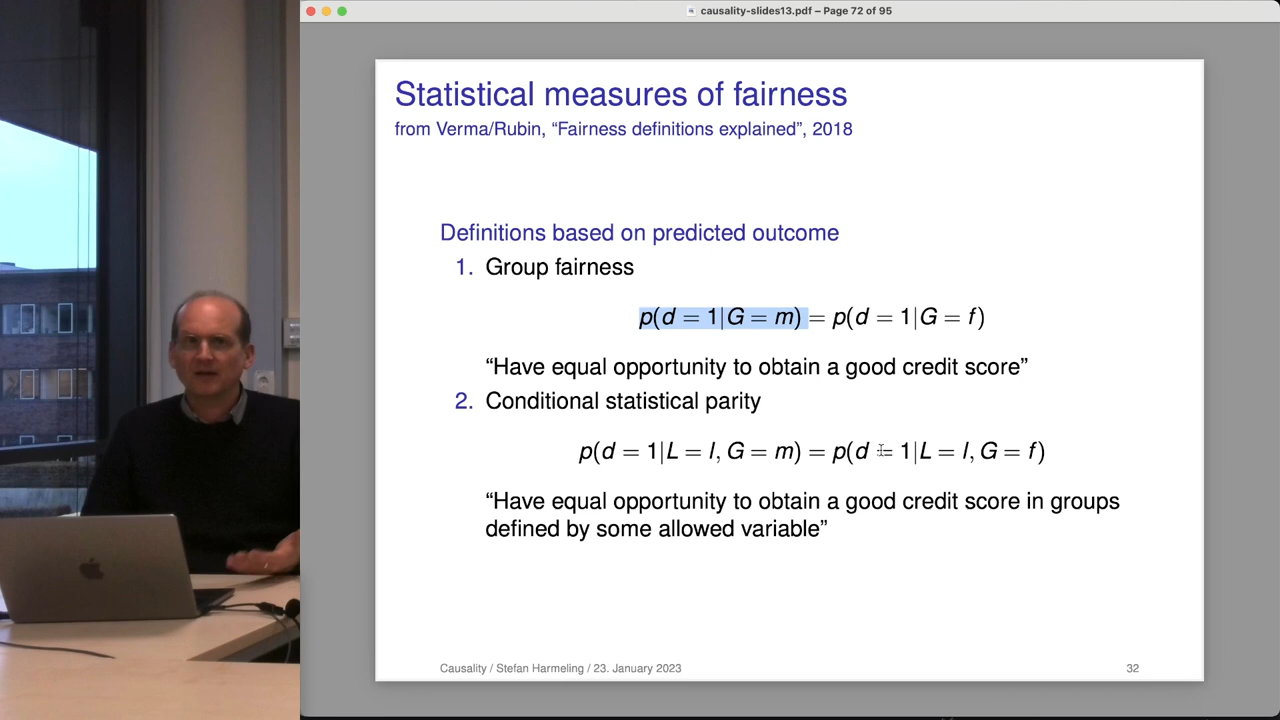 causality-slides13.pdf – Page 72 of 95
Statistical measures of fairness
from Verma/Rubin, “Fairness definitions explained”, 2018
Definitions based on predicted outcome
1. Group fairness
p(d = 1|G = m) = p(d = 1|G = f)
“Have equal opportunity to obtain a good credit score”
2. Conditional statistical parity
p(d = 1|L = l, G = m) = p(d = 1|L = l, G = f)
“Have equal opportunity to obtain a good credit score in groups
defined by some allowed variable”
Causality / Stefan Harmeling / 23. January 2023
32